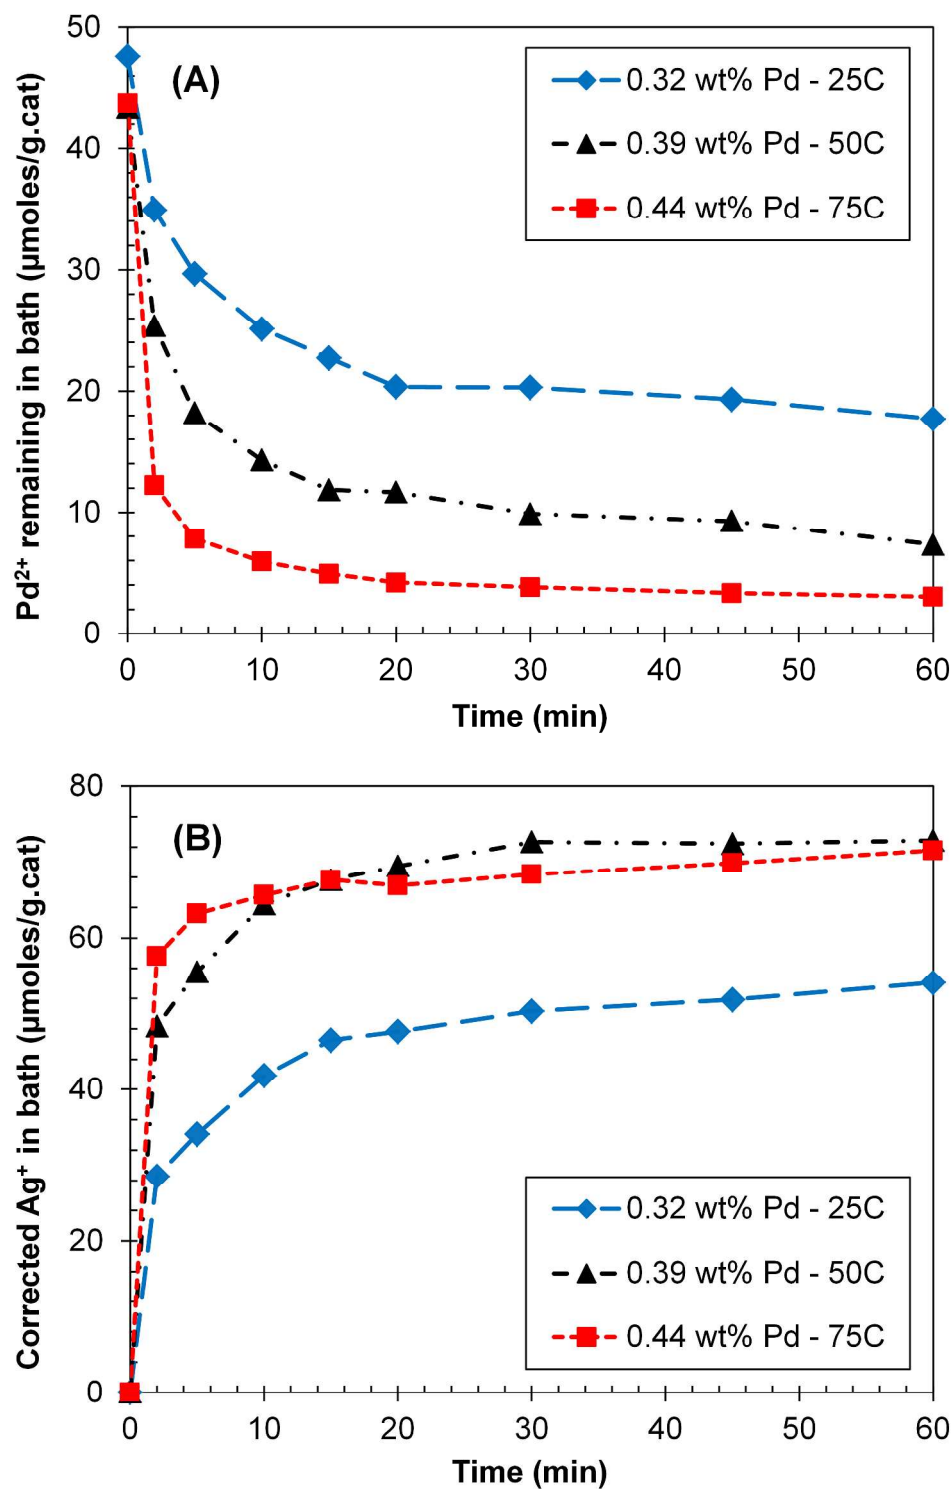 50
40
30
20
10
0
Pd²⁺ remaining in bath (μmoles/g.cat)
(A)
0.32 wt% Pd - 25C
0.39 wt% Pd - 50C
0.44 wt% Pd - 75C
0 10 20 30 40 50 60
Time (min)
80
60
40
20
0
Corrected Ag⁺ in bath (μmoles/g.cat)
(B)
0.32 wt% Pd - 25C
0.39 wt% Pd - 50C
0.44 wt% Pd - 75C
0 10 20 30 40 50 60
Time (min)